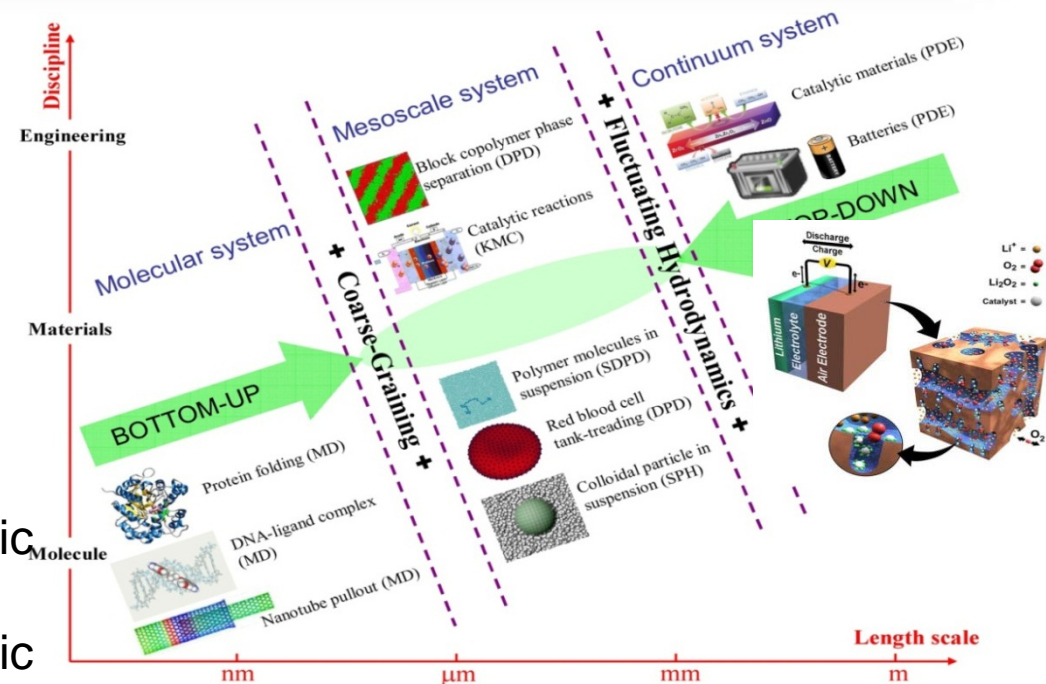 Discipline
Engineering
Materials
Molecule
ic
ic
Molecular system
Mesoscale system
Continuum system
+ Coarse-Graining +
+ Fluctuating Hydrodynamics +
BOTTOM-UP
OP-DOWN
Block copolymer phase
separation (DPD)
Catalytic reactions
(KMC)
Catalytic materials (PDE)
Batteries (PDE)
Polymer molecules in
suspension (SDPD)
Red blood cell
tank-treading (DPD)
Colloidal particle in
suspension (SPH)
Protein folding (MD)
DNA-ligand complex
(MD)
Nanotube pullout (MD)
Discharge
Charge
V
e-
e-
Lithium
Electrolyte
Air Electrode
Li⁺
O₂
Li₂O₂
Catalyst
O₂
Length scale
nm
μm
mm
m